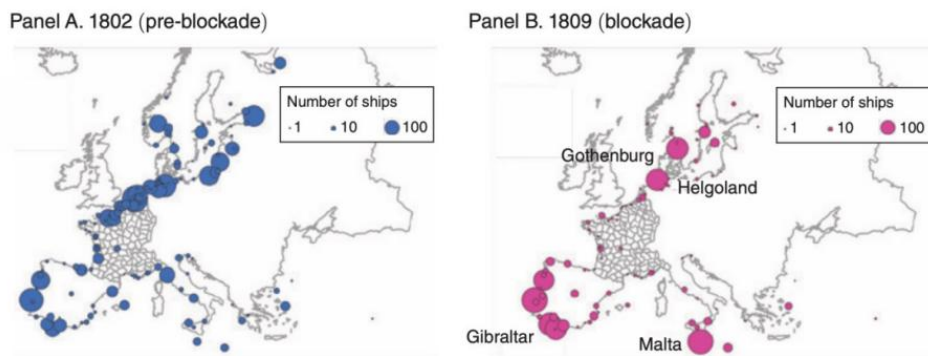 Panel A. 1802 (pre-blockade)
Number of ships
· 1 • 10 ● 100
Panel B. 1809 (blockade)
Number of ships
· 1 • 10 ● 100
Gothenburg
Helgoland
Gibraltar
Malta